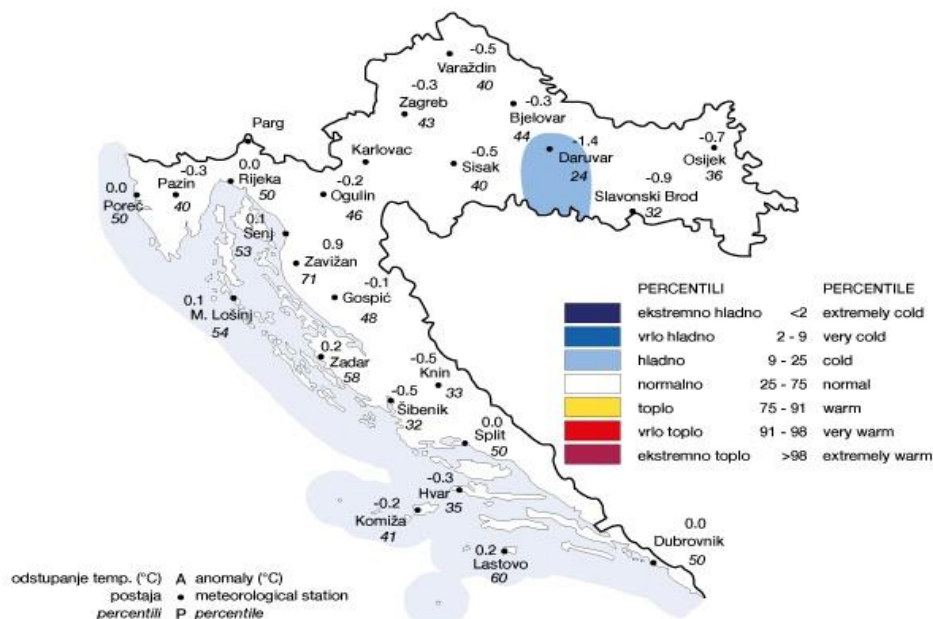 -0.5
Varaždin
40
-0.3
Zagreb
43
-0.3
Bjelovar
44
Parg
Karlovac
-1.4
Daruvar
24
-0.7
Osijek
36
-0.5
Sisak
40
-0.9
Slavonski Brod
32
0.0
Rijeka
50
-0.3
Pazin
40
0.0
Poreč
50
-0.2
Ogulin
46
0.1
Senj
53
0.9
Zavižan
71
-0.1
Gospić
48
0.1
M. Lošinj
54
0.2
Zadar
58
-0.5
Knin
33
-0.5
Šibenik
32
0.0
Split
50
-0.3
Hvar
35
-0.2
Komiža
41
0.2
Lastovo
60
0.0
Dubrovnik
50
PERCENTILI PERCENTILE
ekstremno hladno <2 extremely cold
vrlo hladno 2 - 9 very cold
hladno 9 - 25 cold
normalno 25 - 75 normal
toplo 75 - 91 warm
vrlo toplo 91 - 98 very warm
ekstremno toplo >98 extremely warm
odstupanje temp. (°C) A anomaly (°C)
postaja • meteorological station
percentili P percentile